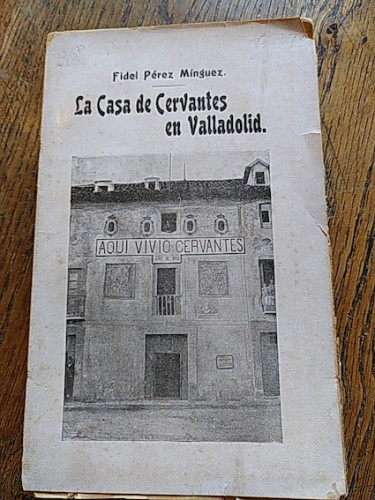 Fidel Pérez Mínguez.
La Casa de Cervantes
en Valladolid.
AQUI VIVIO CERVANTES